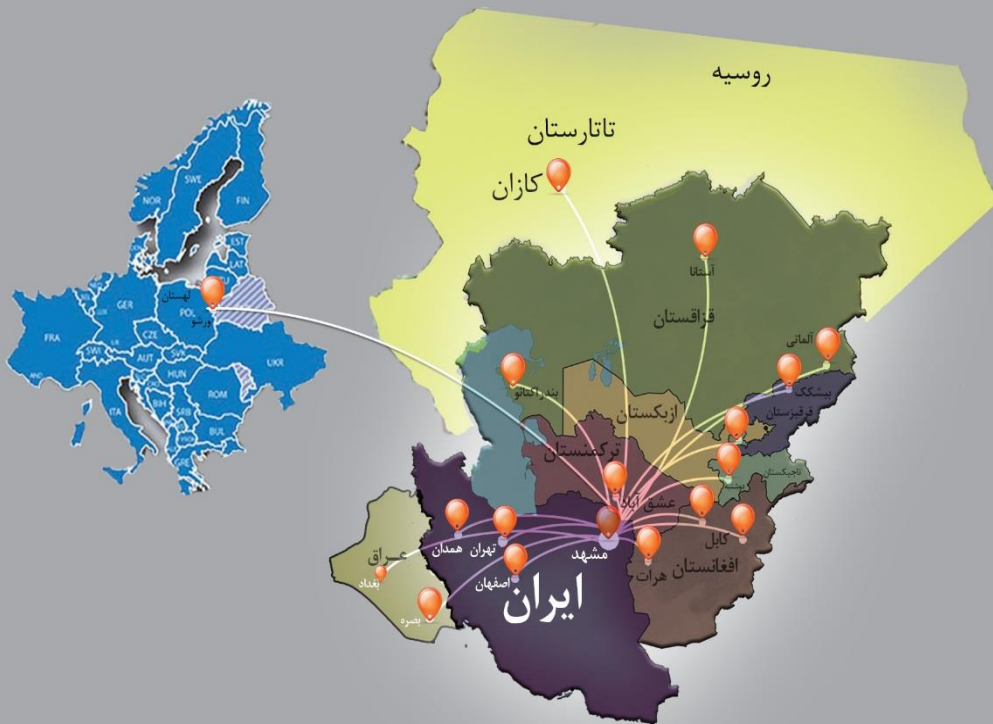 روسیه
تاتارستان
کازان
آستانا
قزاقستان
آلماتی
بیشکک
قرقیزستان
بندرآکتائو
ازبکستان
ترکمنستان
تاجیکستان
عشق آباد
کابل
افغانستان
هرات
مشهد
تهران
همدان
اصفهان
ایران
عراق
بغداد
بصره
SWE
NOR
FIN
EST
LAT
لهستان
POL
ورشو
GER
FRA
CZE
UKR
SWI
AUT
SVK
HUN
ROM
ITA
BIH
SRB
BUL
GRE